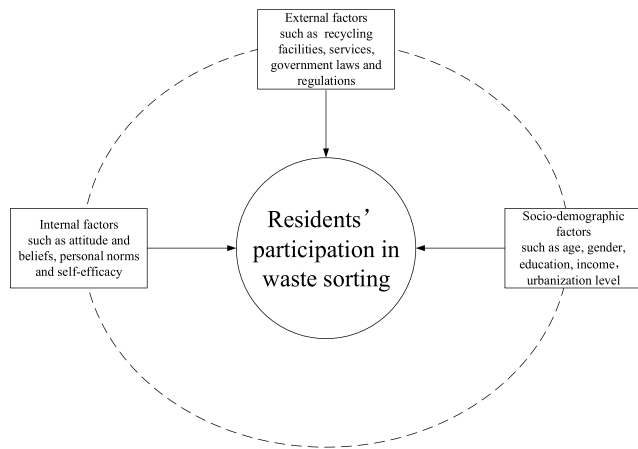 External factors
such as recycling
facilities, services,
government laws and
regulations
Internal factors
such as attitude and
beliefs, personal norms
and self-efficacy
Residents’
participation in
waste sorting
Socio-demographic
factors
such as age, gender,
education, income，
urbanization level